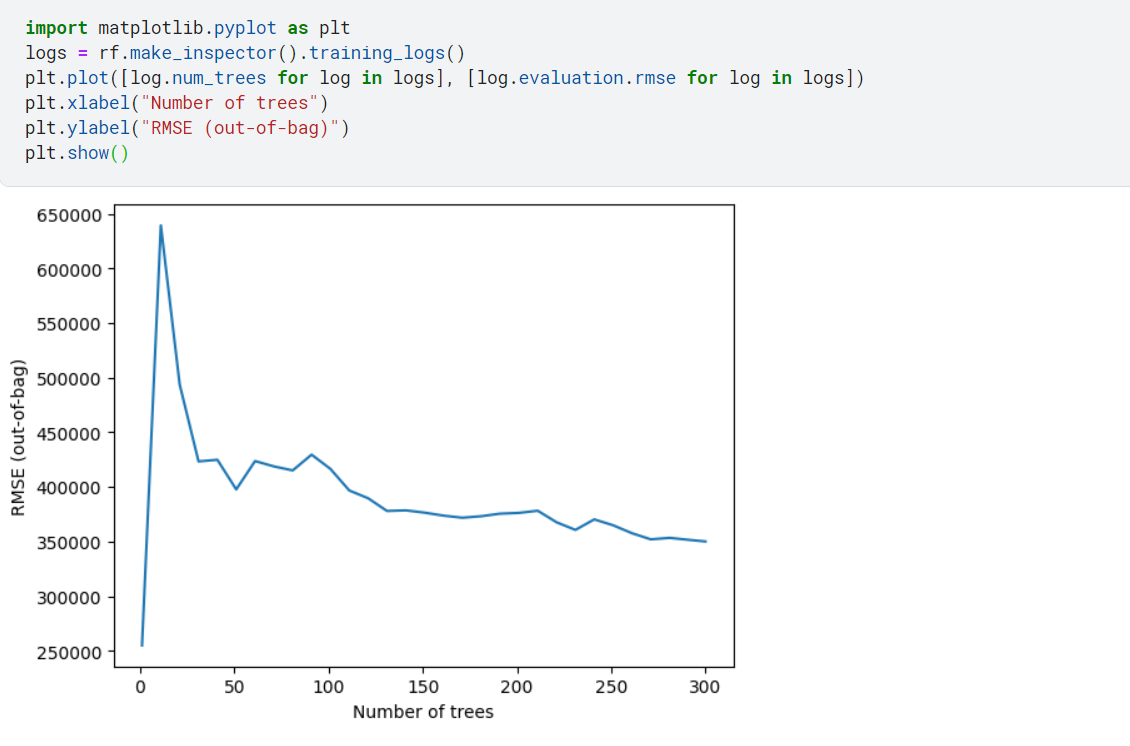 import matplotlib.pyplot as plt
logs = rf.make_inspector().training_logs()
plt.plot([log.num_trees for log in logs], [log.evaluation.rmse for log in logs])
plt.xlabel("Number of trees")
plt.ylabel("RMSE (out-of-bag)")
plt.show()
650000
600000
550000
500000
450000
400000
350000
300000
250000
RMSE (out-of-bag)
0 50 100 150 200 250 300
Number of trees